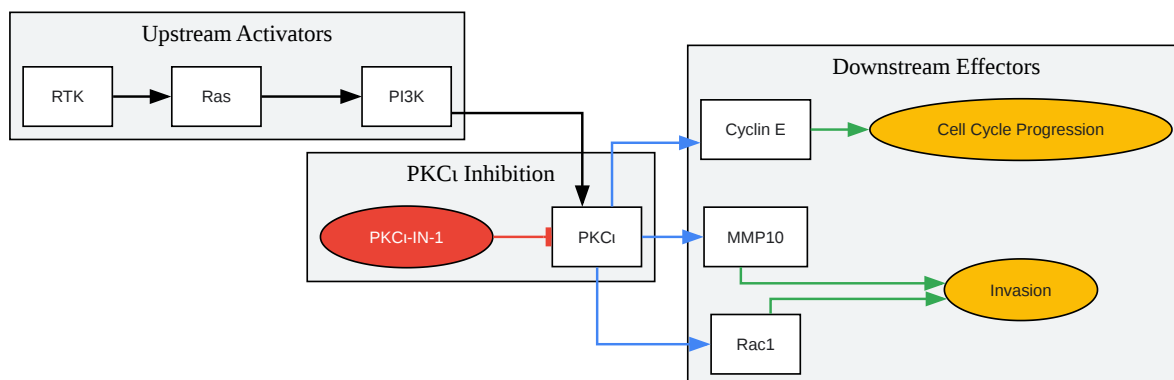 Upstream Activators
RTK
Ras
PI3K
PKCι Inhibition
PKCι-IN-1
PKCι
Downstream Effectors
Cyclin E
Cell Cycle Progression
MMP10
Invasion
Rac1